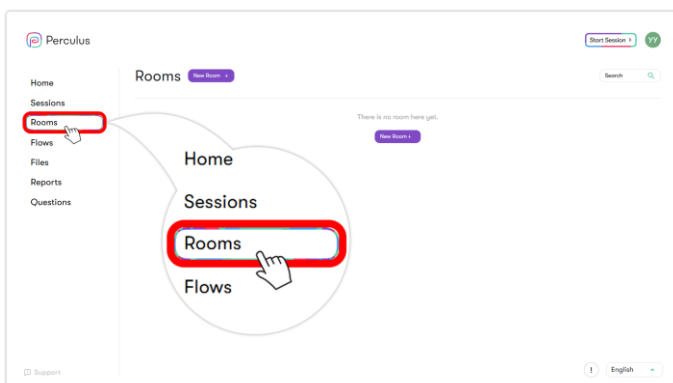 Perculus
Start Session
YY
Rooms
New Room +
Search
Home
Sessions
Rooms
Flows
Files
Reports
Questions
There is no room here yet.
New Room +
Home
Sessions
Rooms
Flows
Support
!
English